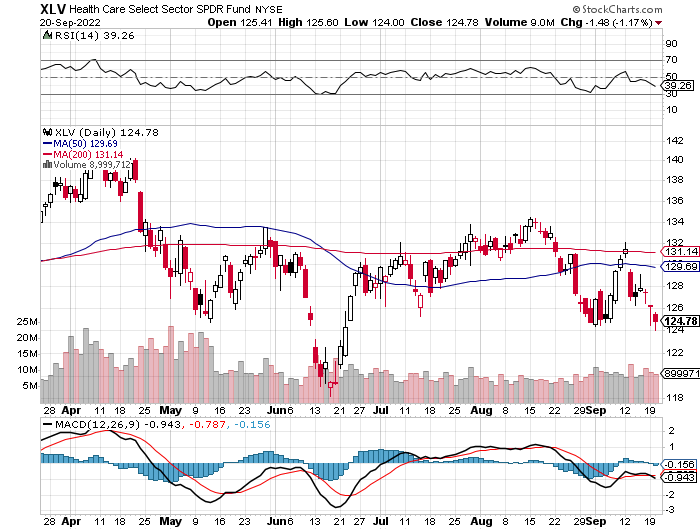 XLV Health Care Select Sector SPDR Fund NYSE © StockCharts.com
20-Sep-2022 Open 125.41 High 125.60 Low 124.00 Close 124.78 Volume 9.0M Chg -1.48 (-1.17%)
RSI(14) 39.26
90
70
50
39.26
30
10
XLV (Daily) 124.78
MA(50) 129.69
MA(200) 131.14
Volume 8,999,712
142
140
138
136
134
132
131.14
129.69
128
126
124.78
124
122
120
118
25M
20M
15M
10M
5M
899971
28 Apr 11 18 25 May 9 16 23 Jun 6 13 21 27 Jul 11 18 25 Aug 8 15 22 29 Sep 12 19
MACD(12,26,9) -0.943, -0.787, -0.156
2
1
-0.156
-0.943
-2
-3
28 Apr 11 18 25 May 9 16 23 Jun 6 13 21 27 Jul 11 18 25 Aug 8 15 22 29 Sep 12 19